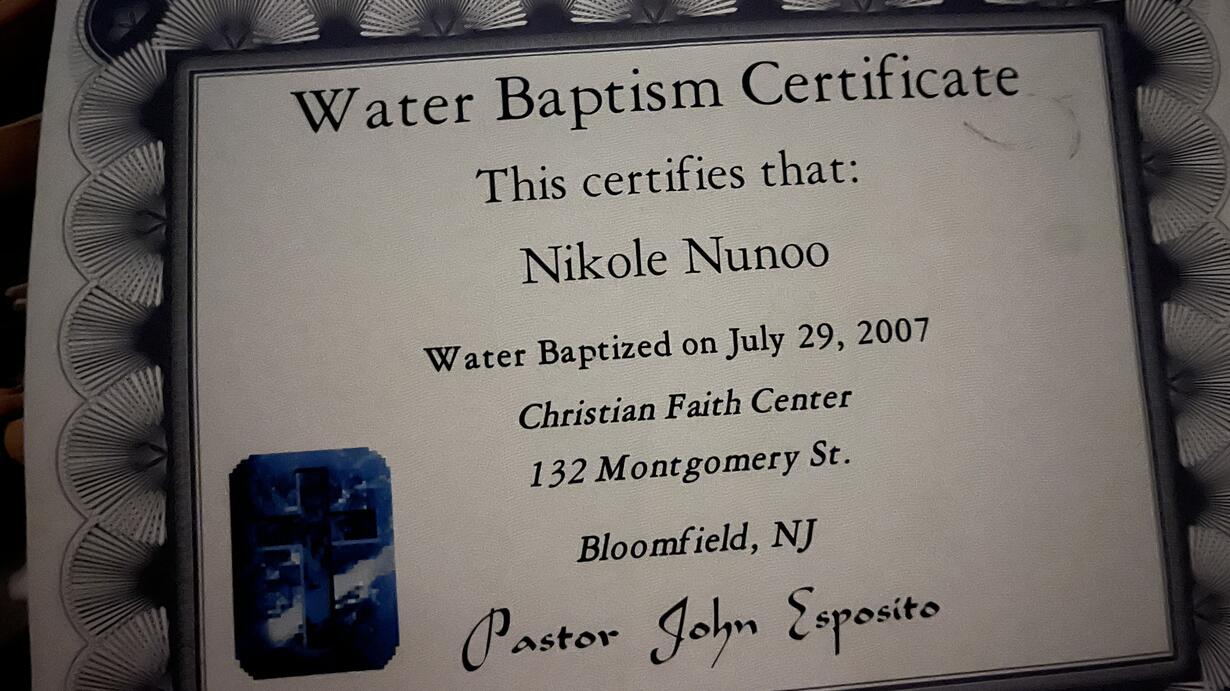 Water Baptism Certificate
This certifies that:
Nikole Nunoo
Water Baptized on July 29, 2007
Christian Faith Center
132 Montgomery St.
Bloomfield, NJ
Pastor John Esposito